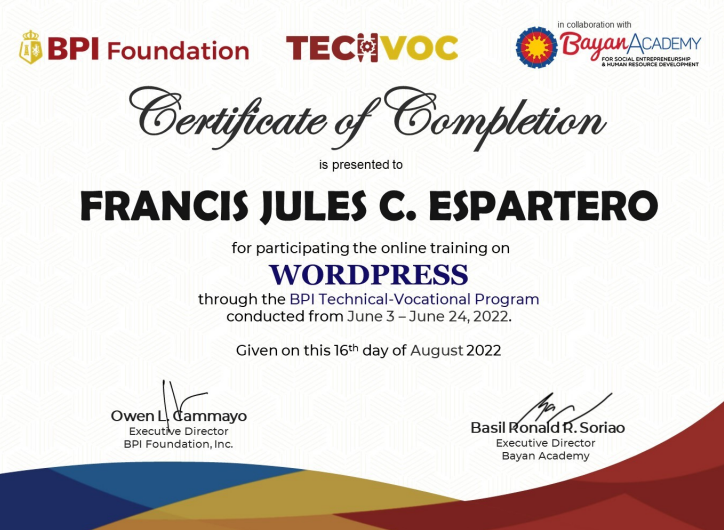 BPI Foundation
TECHVOC
in collaboration with
Bayan ACADEMY
FOR SOCIAL ENTREPRENEURSHIP
& HUMAN RESOURCE DEVELOPMENT
Certificate of Completion
is presented to
FRANCIS JULES C. ESPARTERO
for participating the online training on
WORDPRESS
through the BPI Technical-Vocational Program
conducted from June 3 – June 24, 2022.
Given on this 16th day of August 2022
Owen L. Cammayo
Executive Director
BPI Foundation, Inc.
Basil Ronald R. Soriao
Executive Director
Bayan Academy